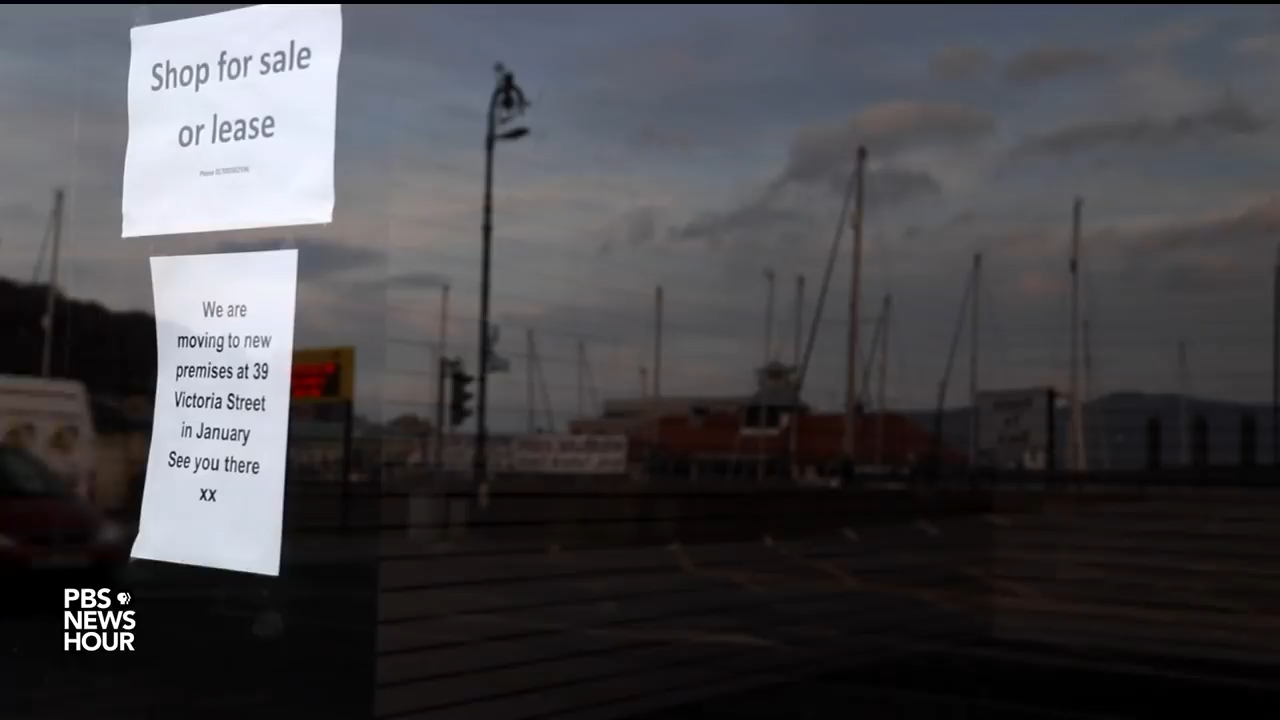 Shop for sale
or lease
We are
moving to new
premises at 39
Victoria Street
in January
See you there
xx
PBS
NEWS
HOUR